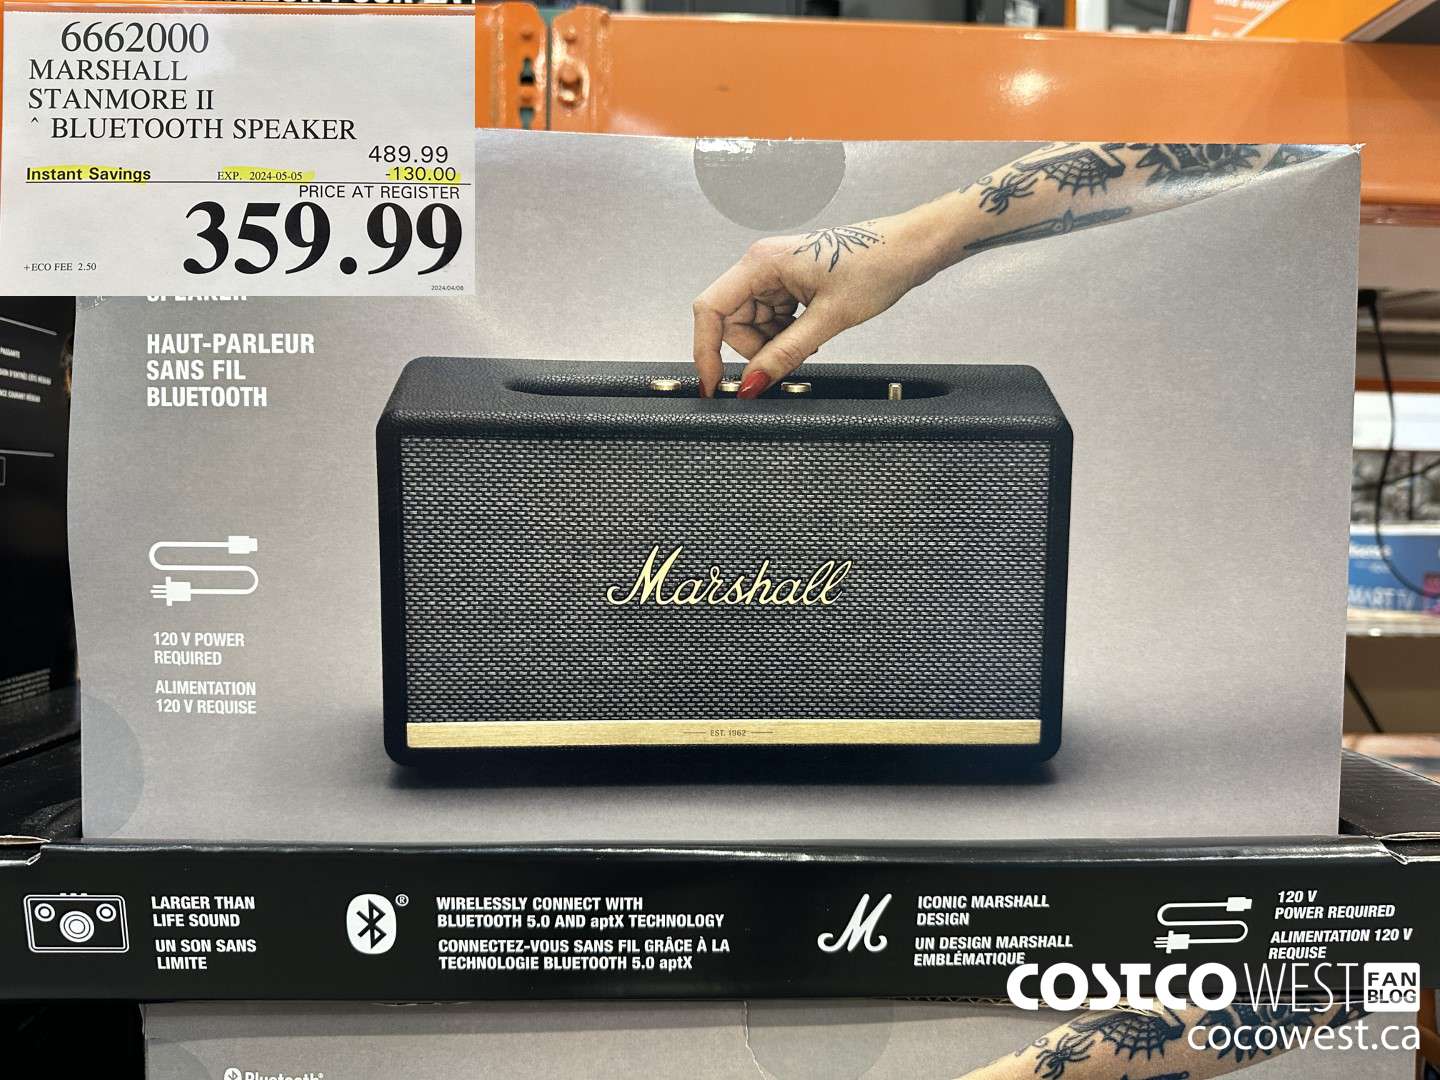 6662000
MARSHALL
STANMORE II
^ BLUETOOTH SPEAKER
489.99
Instant Savings EXP. 2024-05-05 -130.00
PRICE AT REGISTER
359.99
+ECO FEE 2.50
2024/04/08
SPEAKER
HAUT-PARLEUR
SANS FIL
BLUETOOTH
120 V POWER
REQUIRED
ALIMENTATION
120 V REQUISE
Marshall
EST. 1962
LARGER THAN
LIFE SOUND
UN SON SANS
LIMITE
®
WIRELESSLY CONNECT WITH
BLUETOOTH 5.0 AND aptX TECHNOLOGY
CONNECTEZ-VOUS SANS FIL GRÂCE À LA
TECHNOLOGIE BLUETOOTH 5.0 aptX
M
ICONIC MARSHALL
DESIGN
UN DESIGN MARSHALL
EMBLÉMATIQUE
120 V
POWER REQUIRED
ALIMENTATION 120 V
REQUISE
COSTCO WEST FAN BLOG
cocowest.ca
Bluetooth®